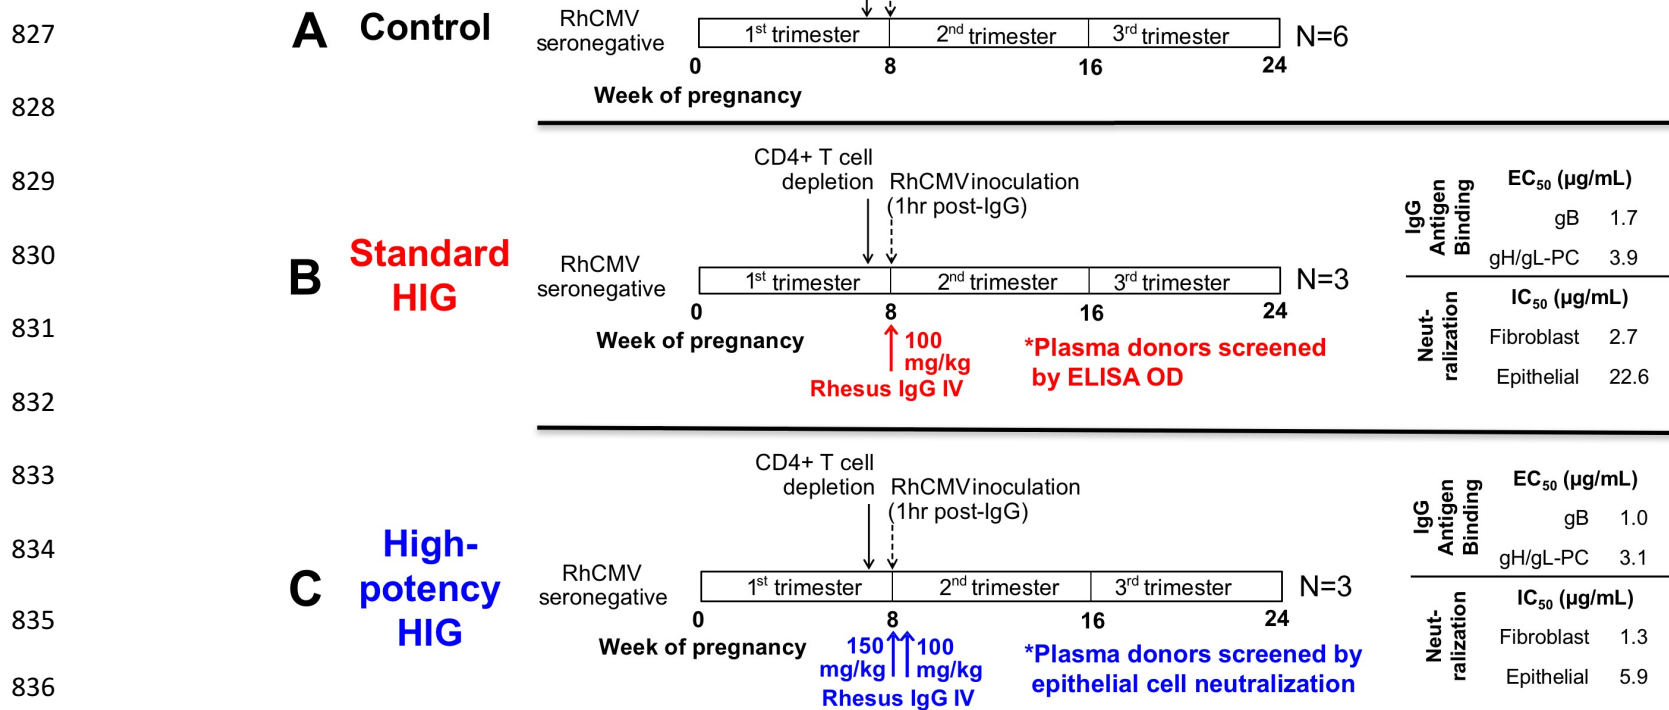 827
A Control
RhCMV
seronegative
1st trimester 2nd trimester 3rd trimester N=6
0 8 16 24
Week of pregnancy
828
829
CD4+ T cell
depletion
RhCMVinoculation
(1hr post-IgG)
830
B
Standard
HIG
RhCMV
seronegative
1st trimester 2nd trimester 3rd trimester N=3
0 8 16 24
831
Week of pregnancy
100
mg/kg
Rhesus IgG IV
*Plasma donors screened
by ELISA OD
IgG
Antigen
Binding
EC50 (µg/mL)
gB 1.7
gH/gL-PC 3.9
Neut-
ralization
IC50 (µg/mL)
Fibroblast 2.7
Epithelial 22.6
832
833
CD4+ T cell
depletion
RhCMVinoculation
(1hr post-IgG)
834
C
High-
potency
HIG
RhCMV
seronegative
1st trimester 2nd trimester 3rd trimester N=3
835
0 8 16 24
Week of pregnancy
150
mg/kg
100
mg/kg
Rhesus IgG IV
*Plasma donors screened by
epithelial cell neutralization
IgG
Antigen
Binding
EC50 (µg/mL)
gB 1.0
gH/gL-PC 3.1
Neut-
ralization
IC50 (µg/mL)
Fibroblast 1.3
Epithelial 5.9
836